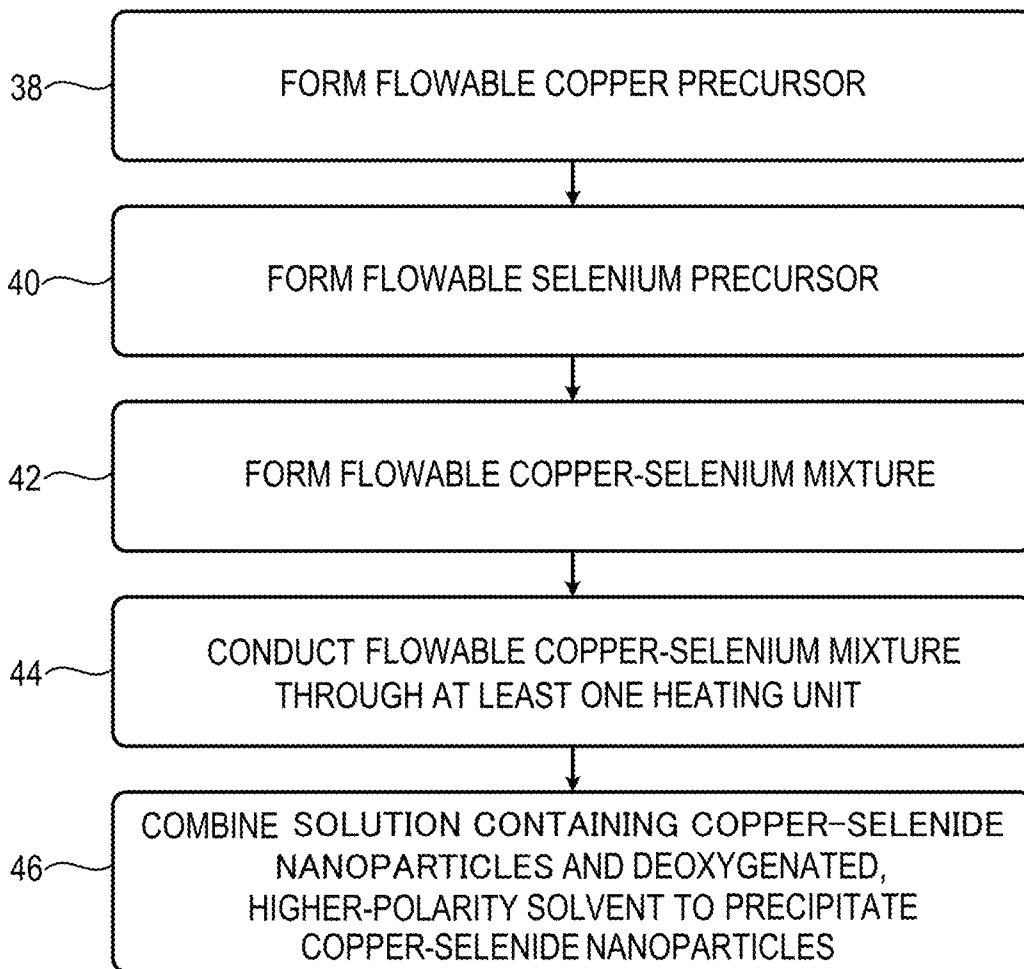 38
FORM FLOWABLE COPPER PRECURSOR
40
FORM FLOWABLE SELENIUM PRECURSOR
42
FORM FLOWABLE COPPER-SELENIUM MIXTURE
44
CONDUCT FLOWABLE COPPER-SELENIUM MIXTURE
THROUGH AT LEAST ONE HEATING UNIT
46
COMBINE SOLUTION CONTAINING COPPER-SELENIDE
NANOPARTICLES AND DEOXYGENATED,
HIGHER-POLARITY SOLVENT TO PRECIPITATE
COPPER-SELENIDE NANOPARTICLES